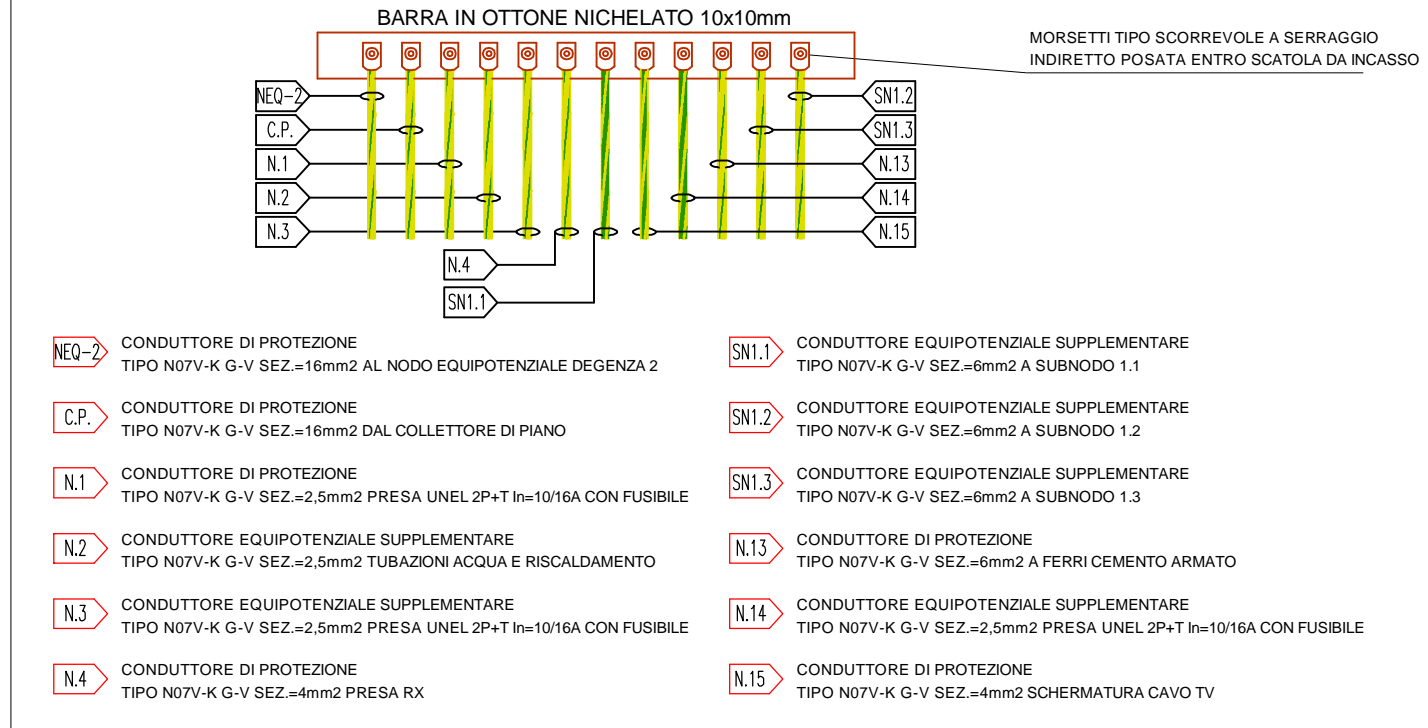 BARRA IN OTTONE NICHELATO 10x10mm
MORSETTI TIPO SCORREVOLE A SERRAGGIO
INDIRETTO POSATA ENTRO SCATOLA DA INCASSO
NEQ-2
C.P.
N.1
N.2
N.3
N.4
SN1.1
SN1.2
SN1.3
N.13
N.14
N.15
NEQ-2
CONDUTTORE DI PROTEZIONE
TIPO N07V-K G-V SEZ.=16mm2 AL NODO EQUIPOTENZIALE DEGENZA 2
C.P.
CONDUTTORE DI PROTEZIONE
TIPO N07V-K G-V SEZ.=16mm2 DAL COLLETTORE DI PIANO
N.1
CONDUTTORE DI PROTEZIONE
TIPO N07V-K G-V SEZ.=2,5mm2 PRESA UNEL 2P+T In=10/16A CON FUSIBILE
N.2
CONDUTTORE EQUIPOTENZIALE SUPPLEMENTARE
TIPO N07V-K G-V SEZ.=2,5mm2 TUBAZIONI ACQUA E RISCALDAMENTO
N.3
CONDUTTORE EQUIPOTENZIALE SUPPLEMENTARE
TIPO N07V-K G-V SEZ.=2,5mm2 PRESA UNEL 2P+T In=10/16A CON FUSIBILE
N.4
CONDUTTORE DI PROTEZIONE
TIPO N07V-K G-V SEZ.=4mm2 PRESA RX
SN1.1
CONDUTTORE EQUIPOTENZIALE SUPPLEMENTARE
TIPO N07V-K G-V SEZ.=6mm2 A SUBNODO 1.1
SN1.2
CONDUTTORE EQUIPOTENZIALE SUPPLEMENTARE
TIPO N07V-K G-V SEZ.=6mm2 A SUBNODO 1.2
SN1.3
CONDUTTORE EQUIPOTENZIALE SUPPLEMENTARE
TIPO N07V-K G-V SEZ.=6mm2 A SUBNODO 1.3
N.13
CONDUTTORE DI PROTEZIONE
TIPO N07V-K G-V SEZ.=6mm2 A FERRI CEMENTO ARMATO
N.14
CONDUTTORE EQUIPOTENZIALE SUPPLEMENTARE
TIPO N07V-K G-V SEZ.=2,5mm2 PRESA UNEL 2P+T In=10/16A CON FUSIBILE
N.15
CONDUTTORE DI PROTEZIONE
TIPO N07V-K G-V SEZ.=4mm2 SCHERMATURA CAVO TV